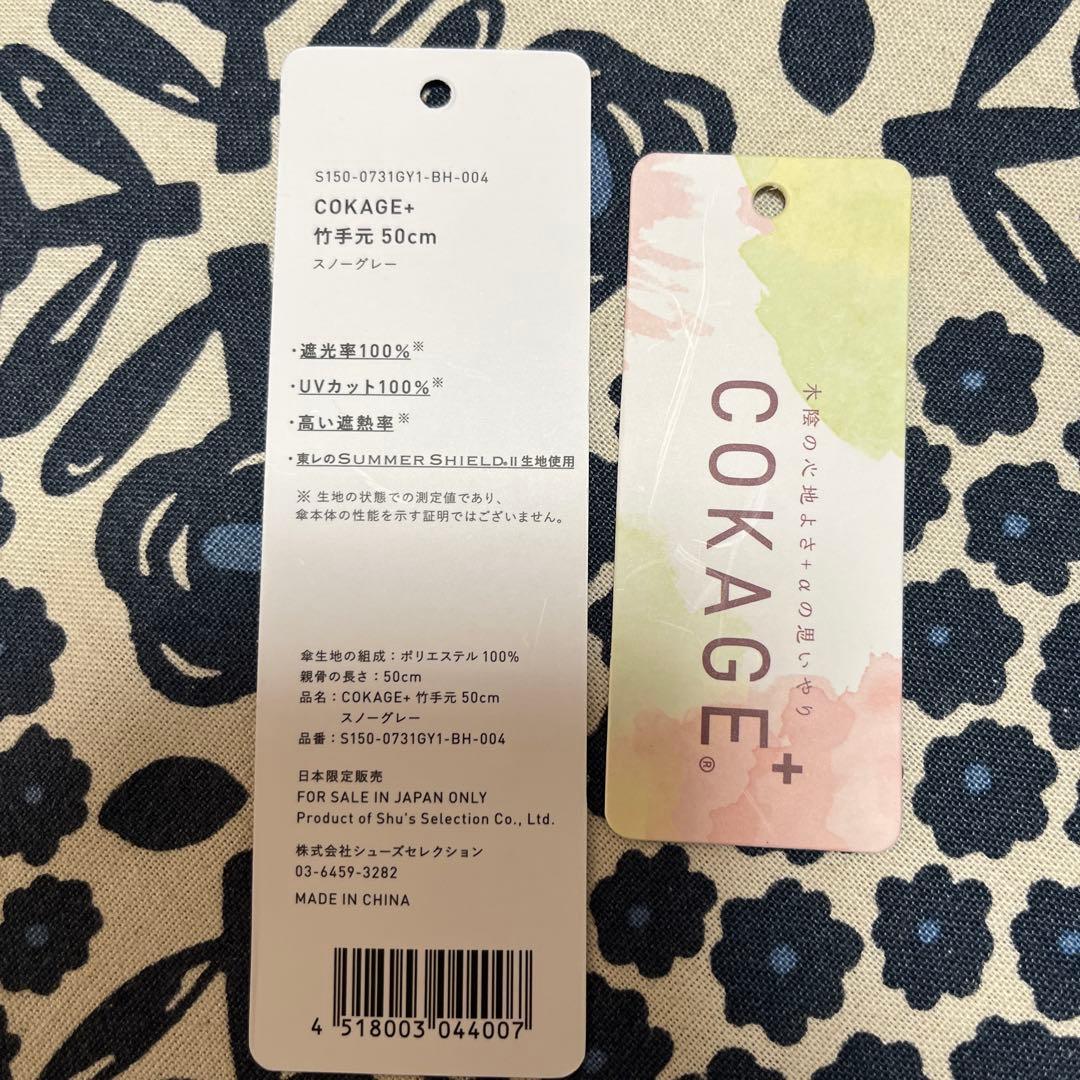 S150-0731GY1-BH-004
COKAGE+
竹手元 50cm
スノーグレー
・遮光率100%※
・UVカット100%※
・高い遮熱率※
・東レのSUMMER SHIELD®II生地使用
※ 生地の状態での測定値であり、
傘本体の性能を示す証明ではございません。
傘生地の組成：ポリエステル 100%
親骨の長さ：50cm
品名：COKAGE+ 竹手元 50cm
スノーグレー
品番：S150-0731GY1-BH-004
日本限定販売
FOR SALE IN JAPAN ONLY
Product of Shu's Selection Co., Ltd.
株式会社シューズセレクション
03-6459-3282
MADE IN CHINA
4 518003 044007
木陰の心地よさ+αの思いやり
COKAGE+®